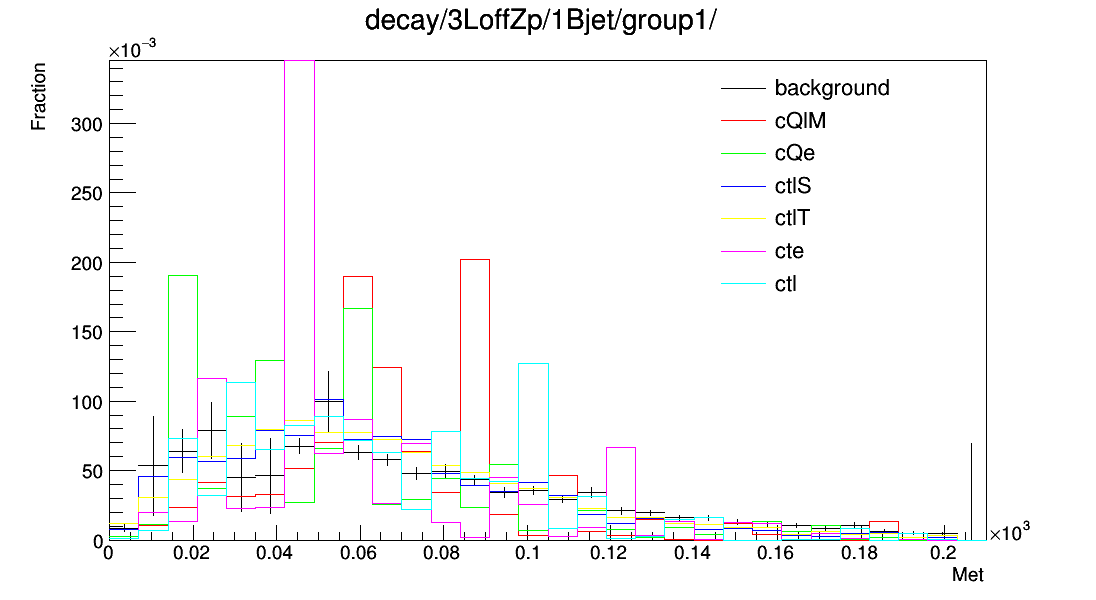 decay/3LoffZp/1Bjet/group1/
×10⁻³
Fraction
background
cQlM
cQe
ctlS
ctlT
cte
ctl
300
250
200
150
100
50
0
0 0.02 0.04 0.06 0.08 0.1 0.12 0.14 0.16 0.18 0.2
×10³
Met